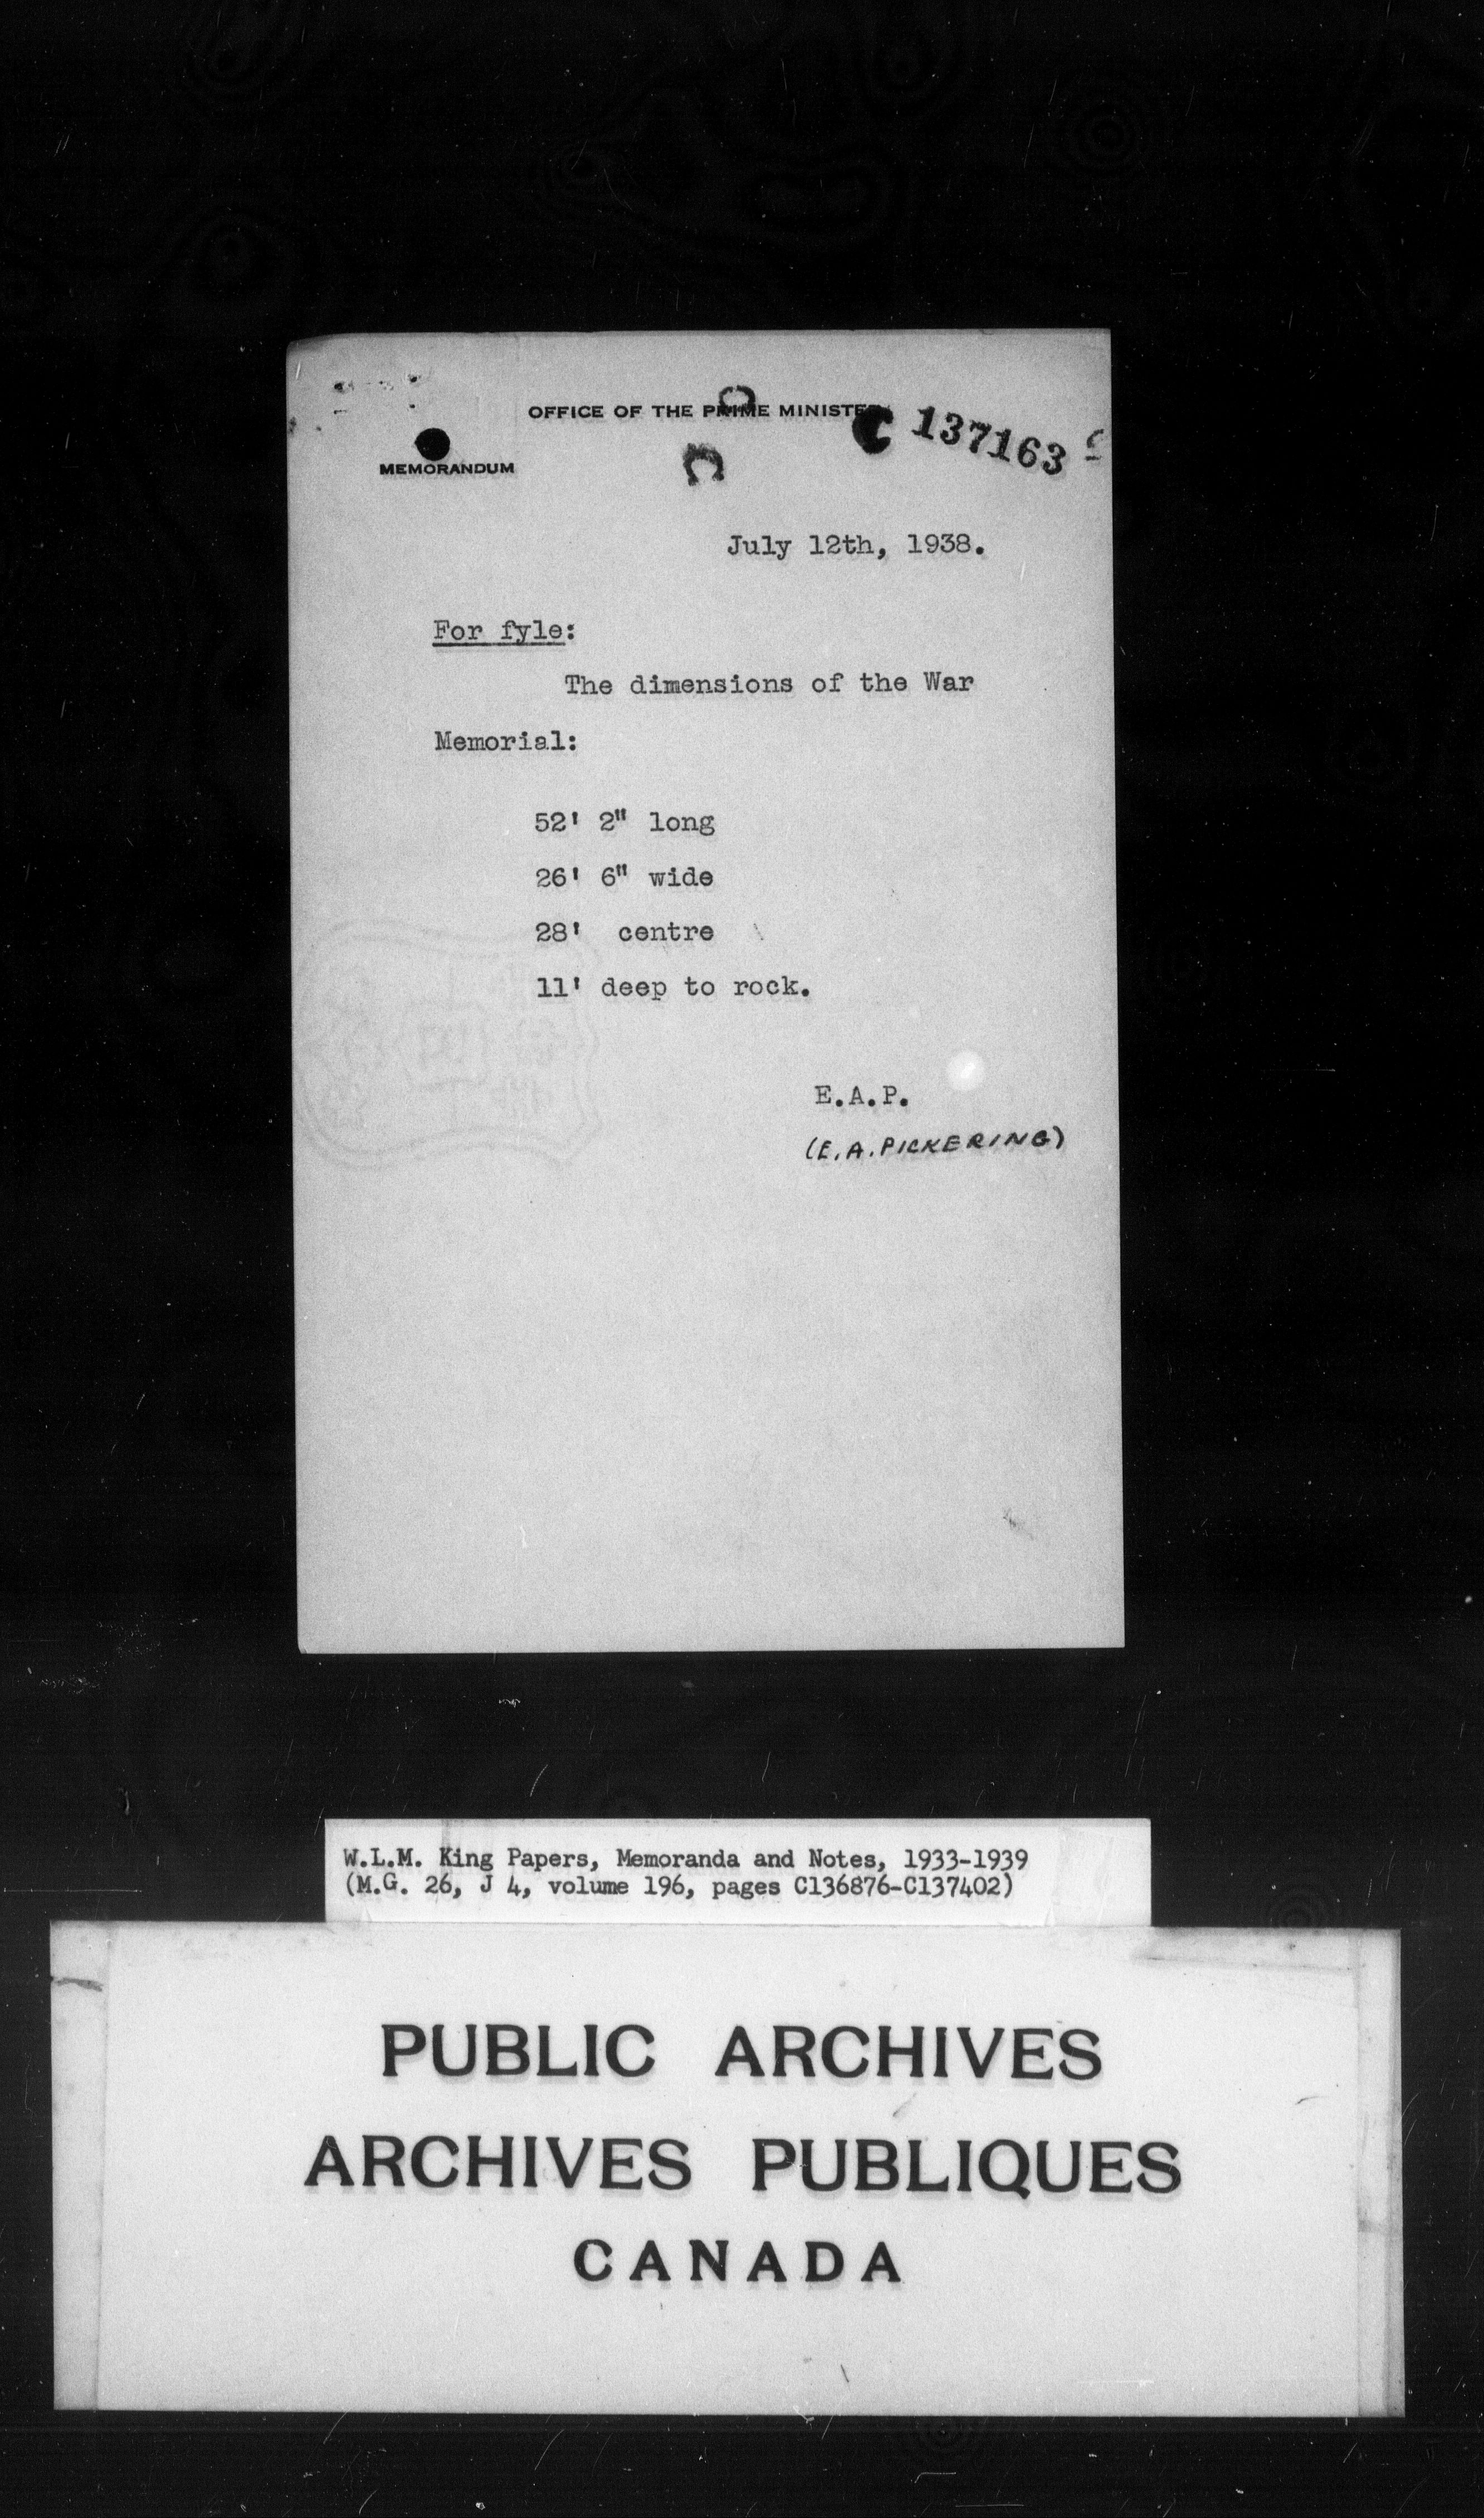 OFFICE OF THE PRIME MINISTER
C 137163
MEMORANDUM
July 12th, 1938.
For fyle:
The dimensions of the War
Memorial:
52' 2" long
26' 6" wide
28' centre
11' deep to rock.
E.A.P.
(E.A. PICKERING)
W.L.M. King Papers, Memoranda and Notes, 1933-1939
(M.G. 26, J 4, volume 196, pages C136876-C137402)
PUBLIC ARCHIVES
ARCHIVES PUBLIQUES
CANADA